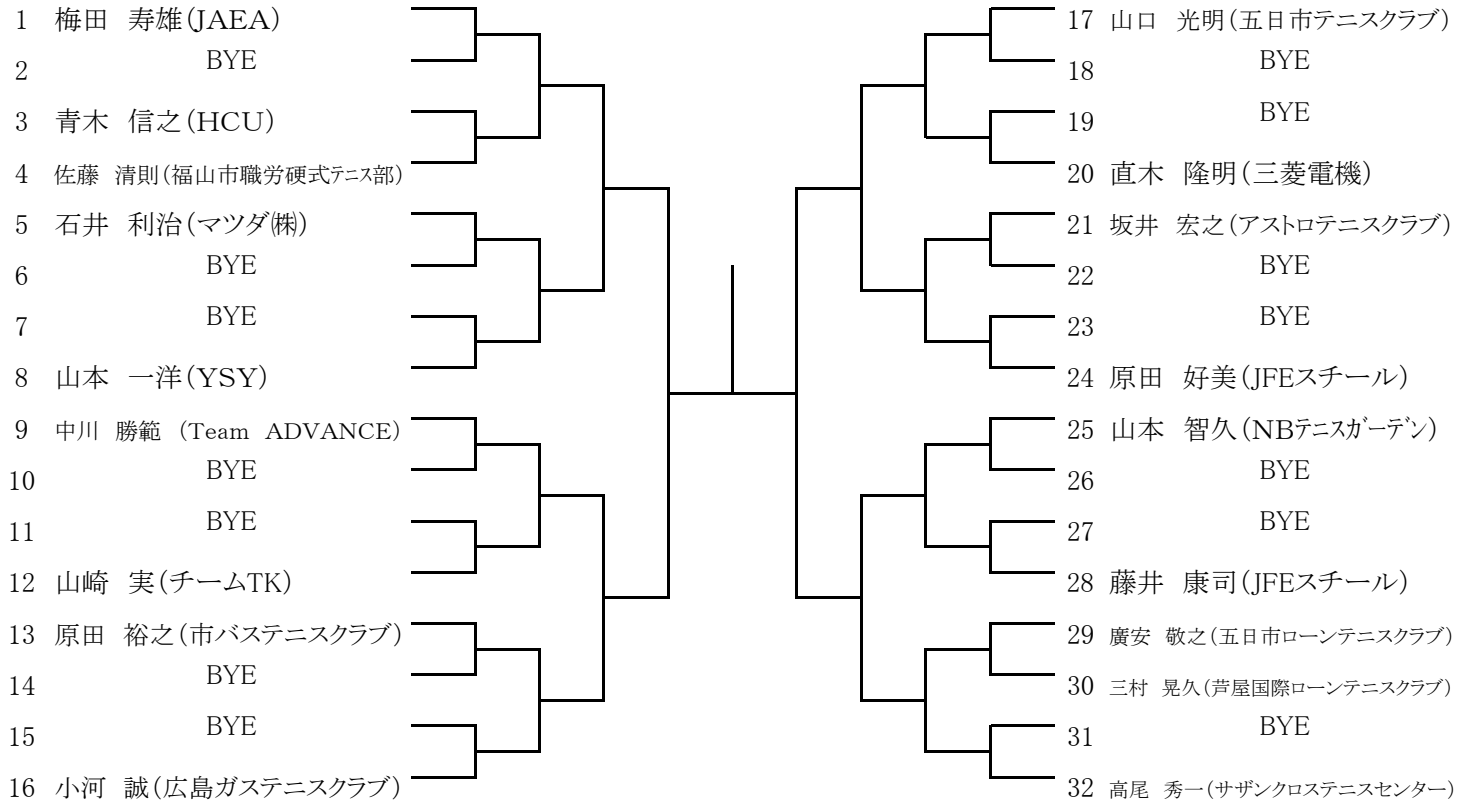 1 梅田 寿雄(JAEA)
2 BYE
3 青木 信之(HCU)
4 佐藤 清則(福山市職労硬式テニス部)
5 石井 利治(マツダ㈱)
6 BYE
7 BYE
8 山本 一洋(YSY)
9 中川 勝範 (Team ADVANCE)
10 BYE
11 BYE
12 山崎 実(チームTK)
13 原田 裕之(市バステニスクラブ)
14 BYE
15 BYE
16 小河 誠(広島ガステニスクラブ)
17 山口 光明(五日市テニスクラブ)
18 BYE
19 BYE
20 直木 隆明(三菱電機)
21 坂井 宏之(アストロテニスクラブ)
22 BYE
23 BYE
24 原田 好美(JFEスチール)
25 山本 智久(NBテニスガーデン)
26 BYE
27 BYE
28 藤井 康司(JFEスチール)
29 廣安 敬之(五日市ローンテニスクラブ)
30 三村 晃久(芦屋国際ローンテニスクラブ)
31 BYE
32 高尾 秀一(サザンクロステニスセンター)